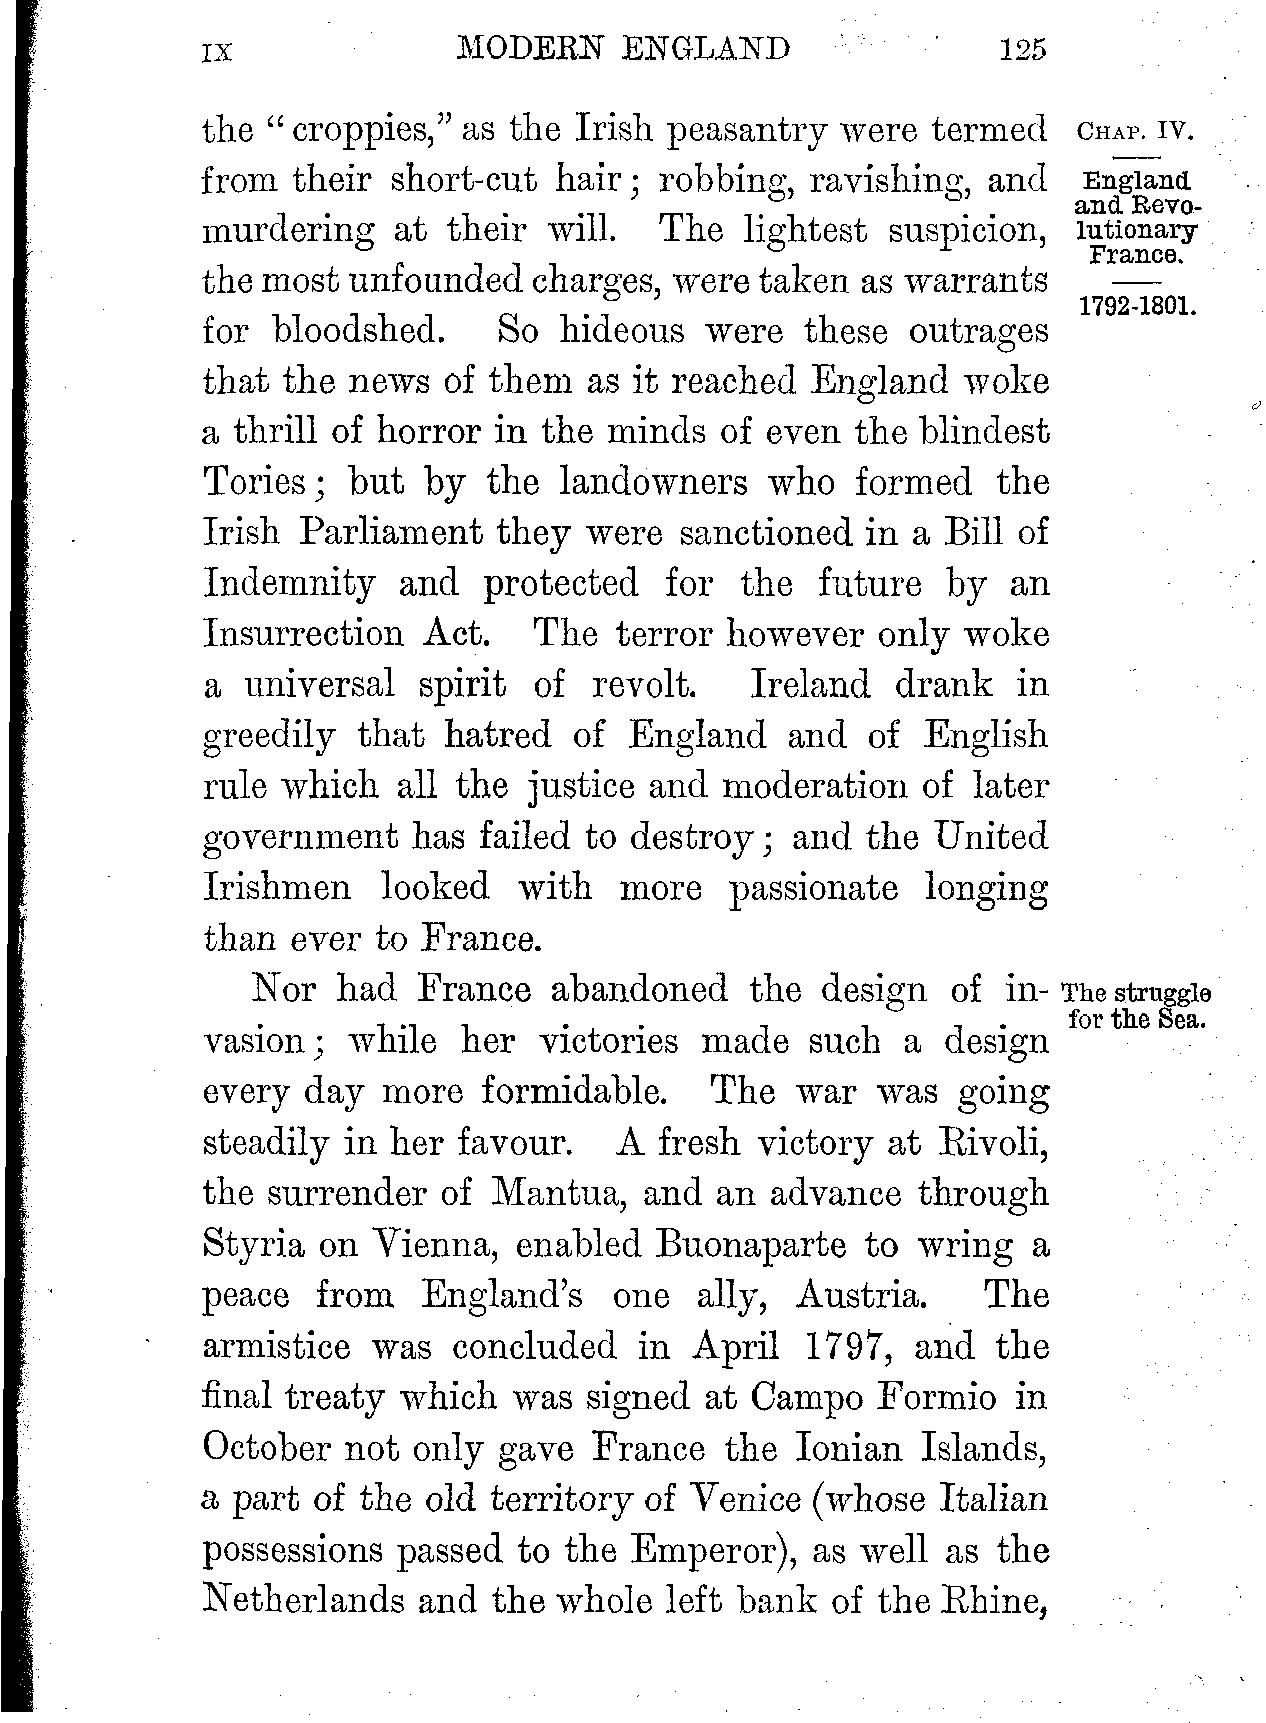 IX MODERN ENGLAND 125
the “ croppies,” as the Irish peasantry were termed
from their short-cut hair ; robbing, ravishing, and
murdering at their will. The lightest suspicion,
the most unfounded charges, were taken as warrants
for bloodshed. So hideous were these outrages
that the news of them as it reached England woke
a thrill of horror in the minds of even the blindest
Tories ; but by the landowners who formed the
Irish Parliament they were sanctioned in a Bill of
Indemnity and protected for the future by an
Insurrection Act. The terror however only woke
a universal spirit of revolt. Ireland drank in
greedily that hatred of England and of English
rule which all the justice and moderation of later
government has failed to destroy ; and the United
Irishmen looked with more passionate longing
than ever to France.
Nor had France abandoned the design of in-
vasion ; while her victories made such a design
every day more formidable. The war was going
steadily in her favour. A fresh victory at Rivoli,
the surrender of Mantua, and an advance through
Styria on Vienna, enabled Buonaparte to wring a
peace from England’s one ally, Austria. The
armistice was concluded in April 1797, and the
final treaty which was signed at Campo Formio in
October not only gave France the Ionian Islands,
a part of the old territory of Venice (whose Italian
possessions passed to the Emperor), as well as the
Netherlands and the whole left bank of the Rhine,
CHAP. IV.
England
and Revo-
lutionary
France.
1792-1801.
The struggle
for the Sea.